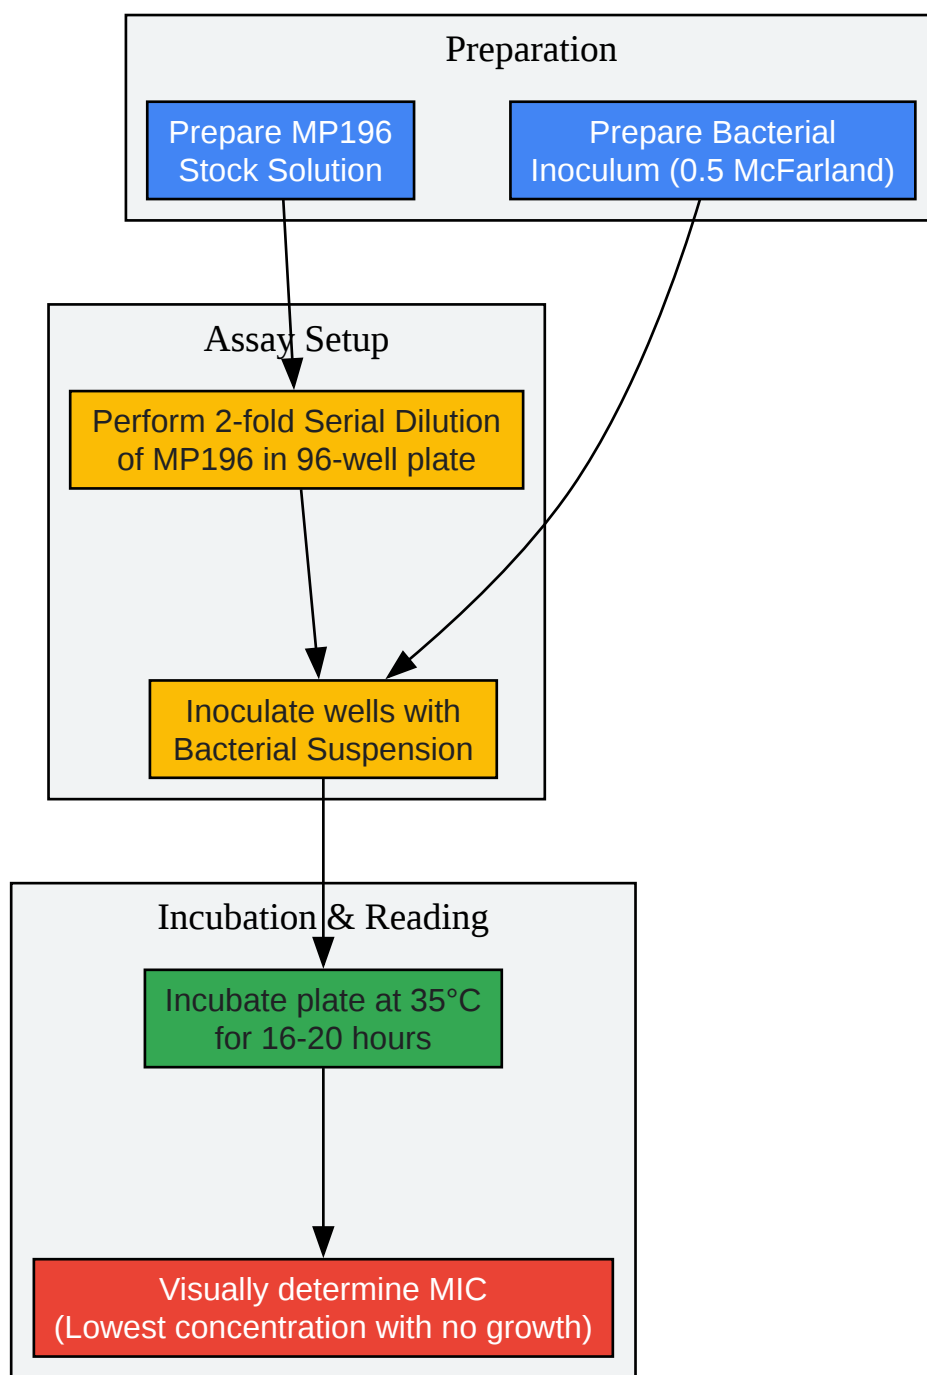 Preparation
Prepare MP196
Stock Solution
Prepare Bacterial
Inoculum (0.5 McFarland)
Assay Setup
Perform 2-fold Serial Dilution
of MP196 in 96-well plate
Inoculate wells with
Bacterial Suspension
Incubation & Reading
Incubate plate at 35°C
for 16-20 hours
Visually determine MIC
(Lowest concentration with no growth)